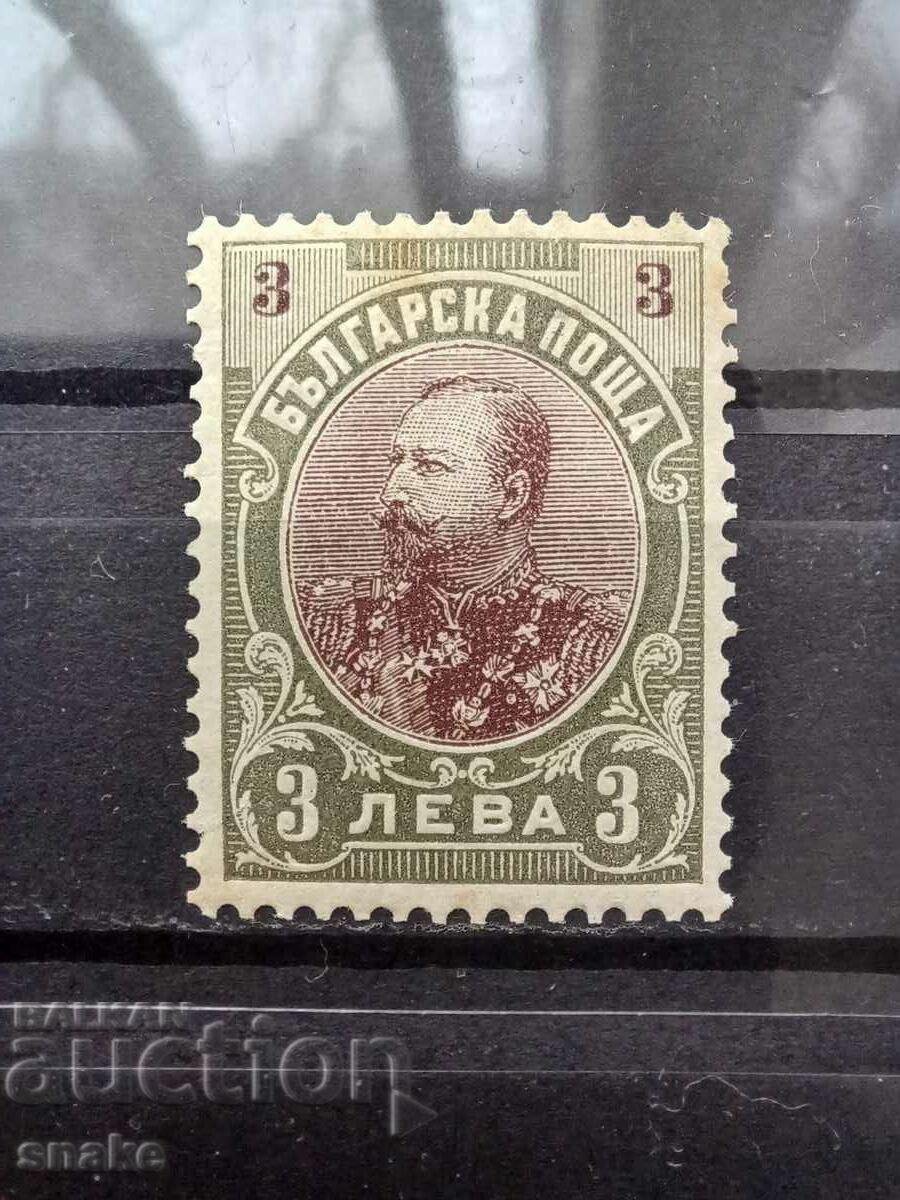 3 3
БЪЛГАРСКА ПОЩА
3 ЛЕВА 3
BALKAN
auction
snake